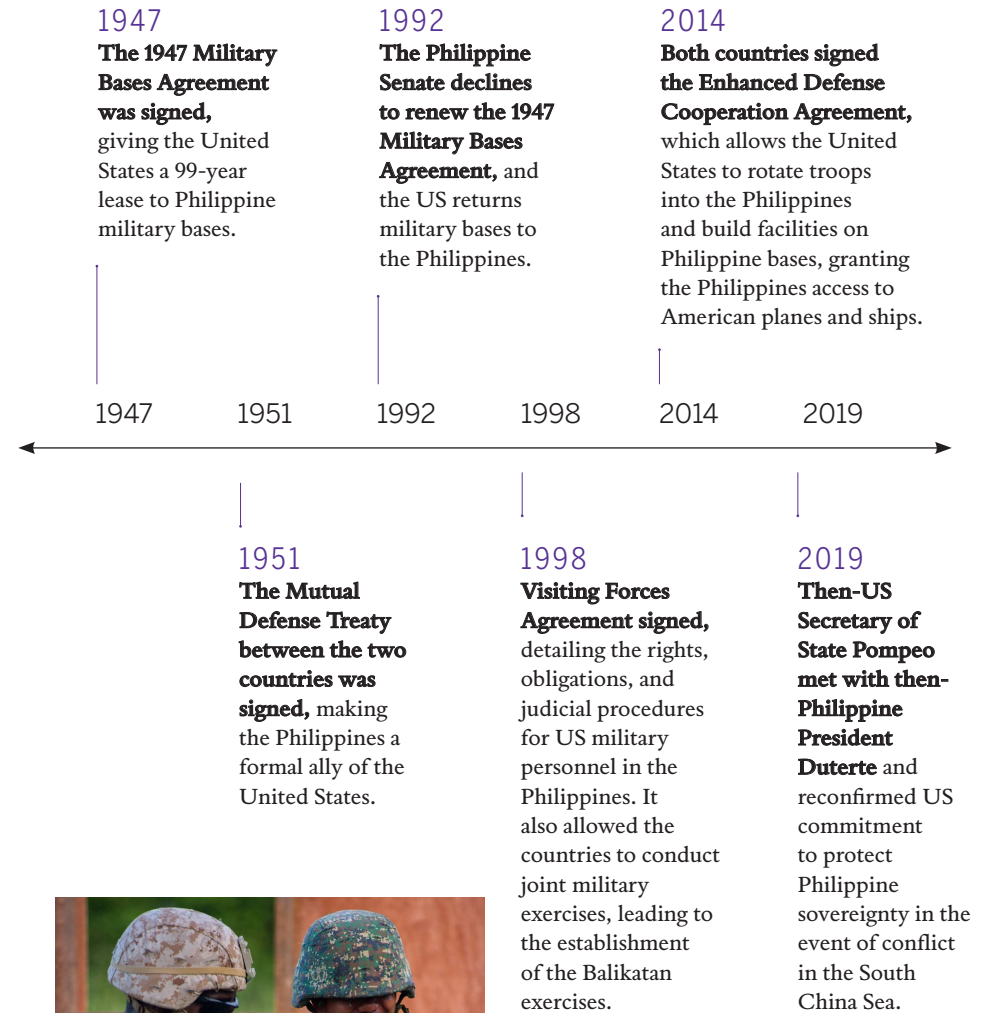 1947
The 1947 Military
Bases Agreement
was signed,
giving the United
States a 99-year
lease to Philippine
military bases.
1992
The Philippine
Senate declines
to renew the 1947
Military Bases
Agreement, and
the US returns
military bases to
the Philippines.
2014
Both countries signed
the Enhanced Defense
Cooperation Agreement,
which allows the United
States to rotate troops
into the Philippines
and build facilities on
Philippine bases, granting
the Philippines access to
American planes and ships.
1947
1951
1992
1998
2014
2019
1951
The Mutual
Defense Treaty
between the two
countries was
signed, making
the Philippines a
formal ally of the
United States.
1998
Visiting Forces
Agreement signed,
detailing the rights,
obligations, and
judicial procedures
for US military
personnel in the
Philippines. It
also allowed the
countries to conduct
joint military
exercises, leading to
the establishment
of the Balikatan
exercises.
2019
Then-US
Secretary of
State Pompeo
met with then-
Philippine
President
Duterte and
reconfirmed US
commitment
to protect
Philippine
sovereignty in the
event of conflict
in the South
China Sea.